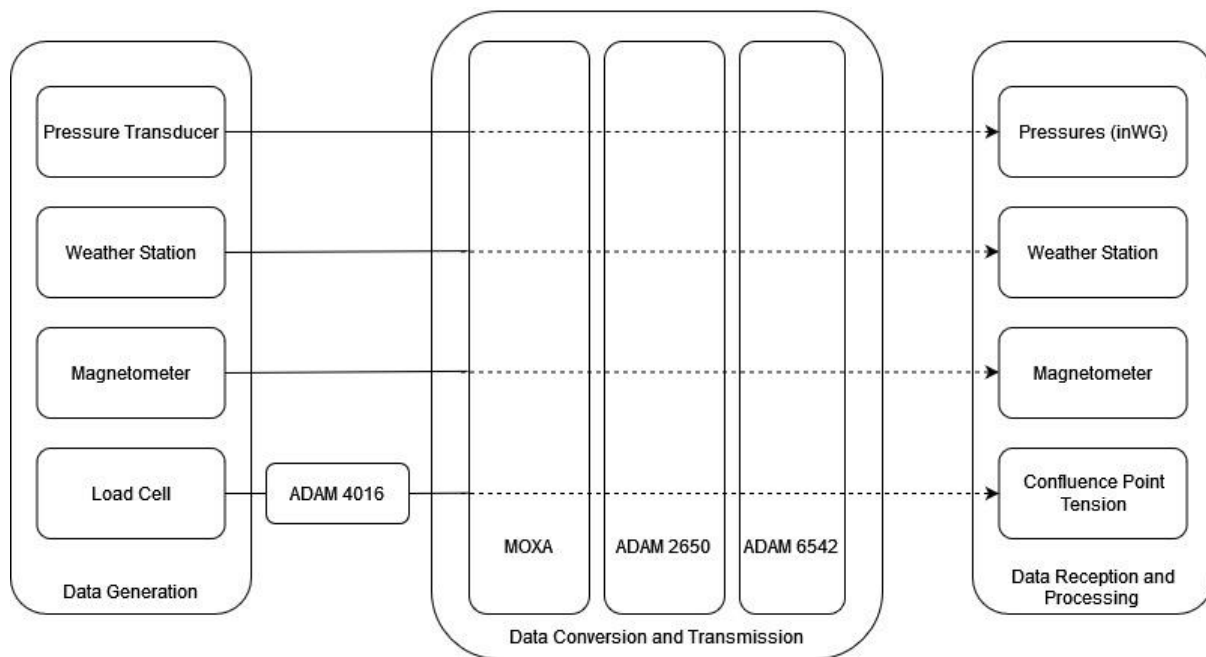 Pressure Transducer
Weather Station
Magnetometer
Load Cell
Data Generation
ADAM 4016
MOXA
ADAM 2650
ADAM 6542
Data Conversion and Transmission
Pressures (inWG)
Weather Station
Magnetometer
Confluence Point
Tension
Data Reception and
Processing